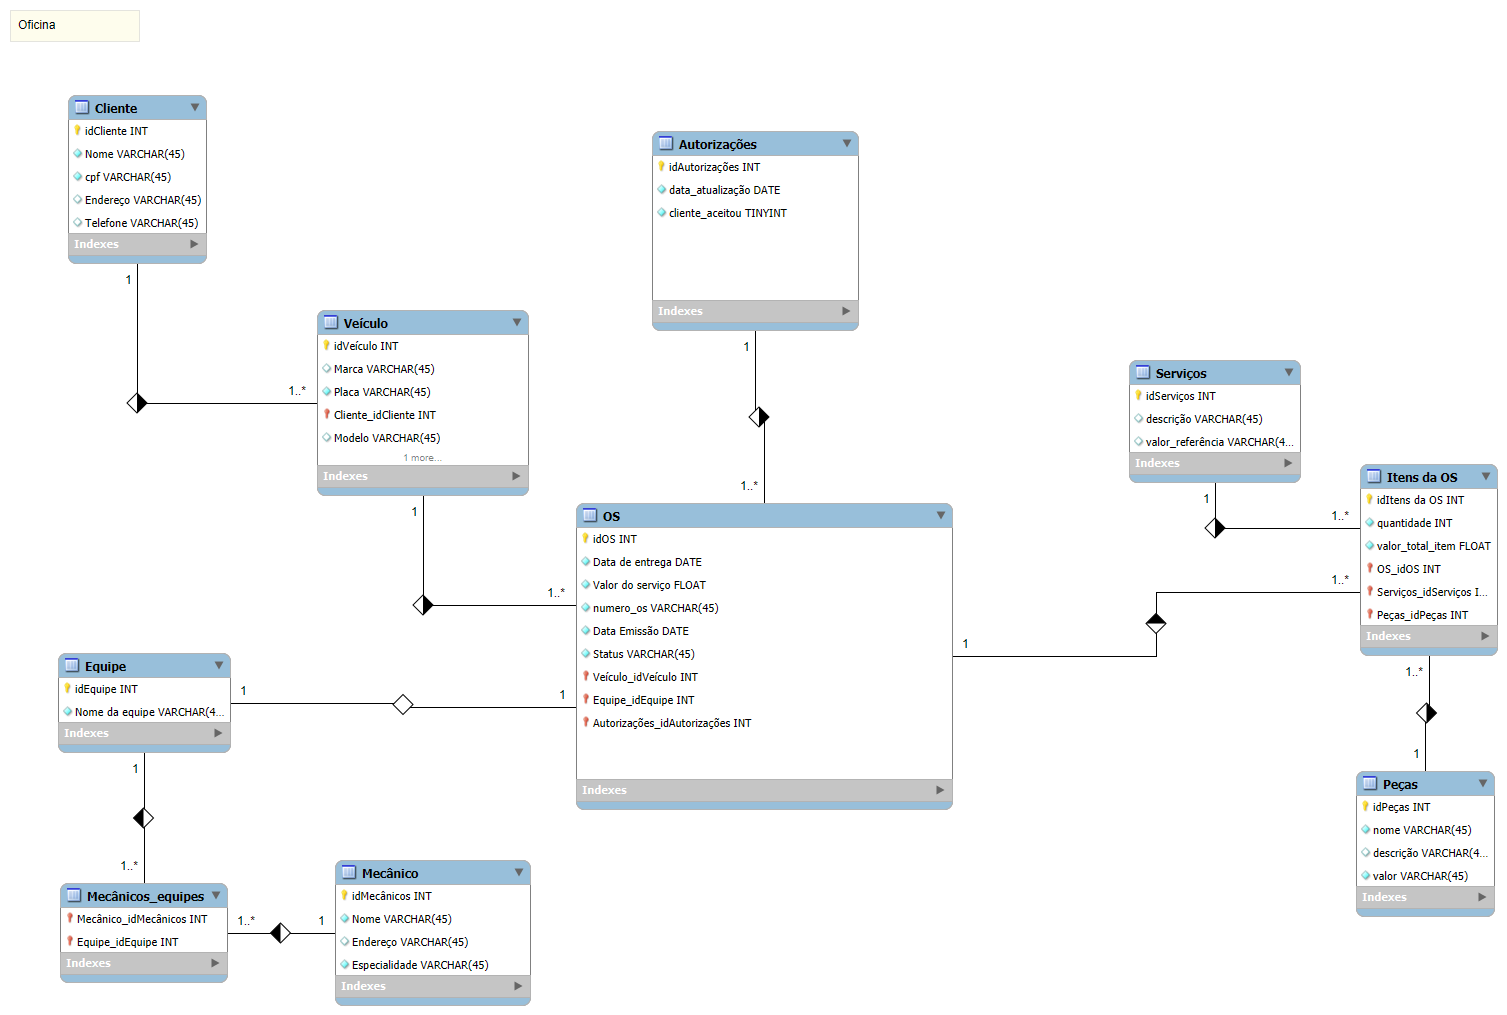 Oficina
Cliente
idCliente INT
Nome VARCHAR(45)
cpf VARCHAR(45)
Endereço VARCHAR(45)
Telefone VARCHAR(45)
Indexes
1
1..*
Veículo
idVeículo INT
Marca VARCHAR(45)
Placa VARCHAR(45)
Cliente_idCliente INT
Modelo VARCHAR(45)
1 more...
Indexes
1
1..*
Autorizações
idAutorizações INT
data_atualização DATE
cliente_aceitou TINYINT
Indexes
1
1..*
OS
idOS INT
Data de entrega DATE
Valor do serviço FLOAT
numero_os VARCHAR(45)
Data Emissão DATE
Status VARCHAR(45)
Veículo_idVeículo INT
Equipe_idEquipe INT
Autorizações_idAutorizações INT
Indexes
1
1..*
Serviços
idServiços INT
descrição VARCHAR(45)
valor_referência VARCHAR(4...
Indexes
1
1..*
Itens da OS
idItens da OS INT
quantidade INT
valor_total_item FLOAT
OS_idOS INT
Serviços_idServiços I...
Peças_idPeças INT
Indexes
1..*
1
Peças
idPeças INT
nome VARCHAR(45)
descrição VARCHAR(4...
valor VARCHAR(45)
Indexes
Equipe
idEquipe INT
Nome da equipe VARCHAR(4...
Indexes
1
1
1
1..*
Mecânicos_equipes
Mecânico_idMecânicos INT
Equipe_idEquipe INT
Indexes
1..*
1
Mecânico
idMecânicos INT
Nome VARCHAR(45)
Endereço VARCHAR(45)
Especialidade VARCHAR(45)
Indexes